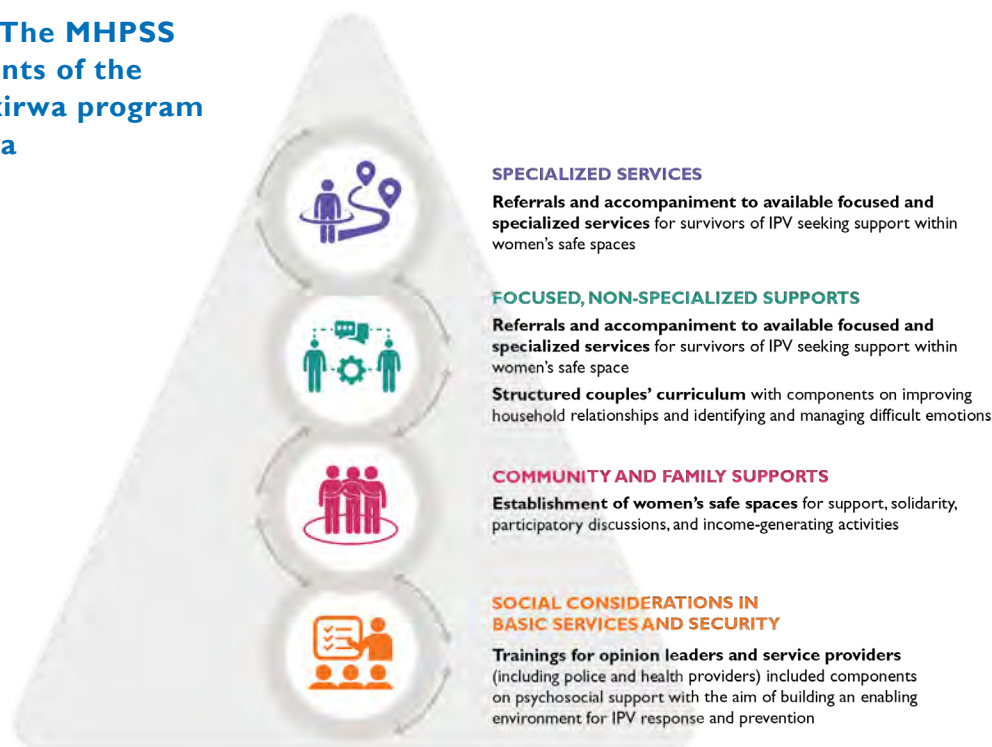 The MHPSS
nts of the
kirwa program
a
SPECIALIZED SERVICES
Referrals and accompaniment to available focused and
specialized services for survivors of IPV seeking support within
women's safe spaces
FOCUSED, NON-SPECIALIZED SUPPORTS
Referrals and accompaniment to available focused and
specialized services for survivors of IPV seeking support within
women's safe space
Structured couples' curriculum with components on improving
household relationships and identifying and managing difficult emotions
COMMUNITY AND FAMILY SUPPORTS
Establishment of women's safe spaces for support, solidarity,
participatory discussions, and income-generating activities
SOCIAL CONSIDERATIONS IN
BASIC SERVICES AND SECURITY
Trainings for opinion leaders and service providers
(including police and health providers) included components
on psychosocial support with the aim of building an enabling
environment for IPV response and prevention